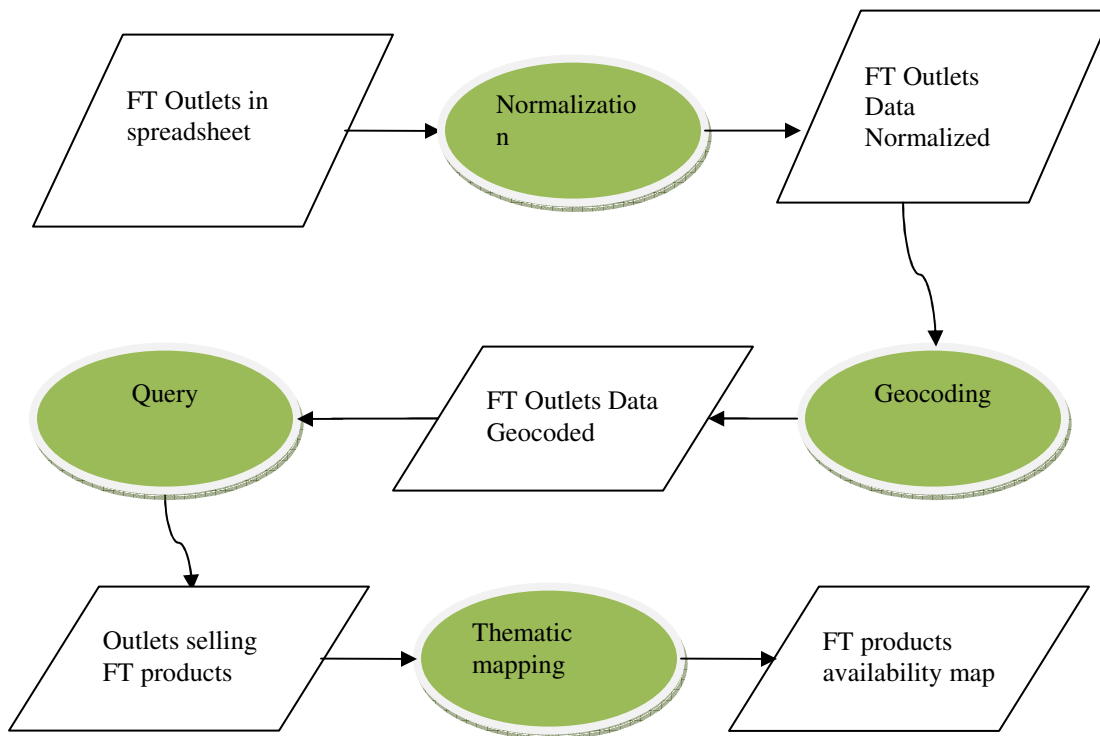 FT Outlets in
spreadsheet
Normalizatio
n
FT Outlets
Data
Normalized
Geocoding
FT Outlets Data
Geocoded
Query
Outlets selling
FT products
Thematic
mapping
FT products
availability map